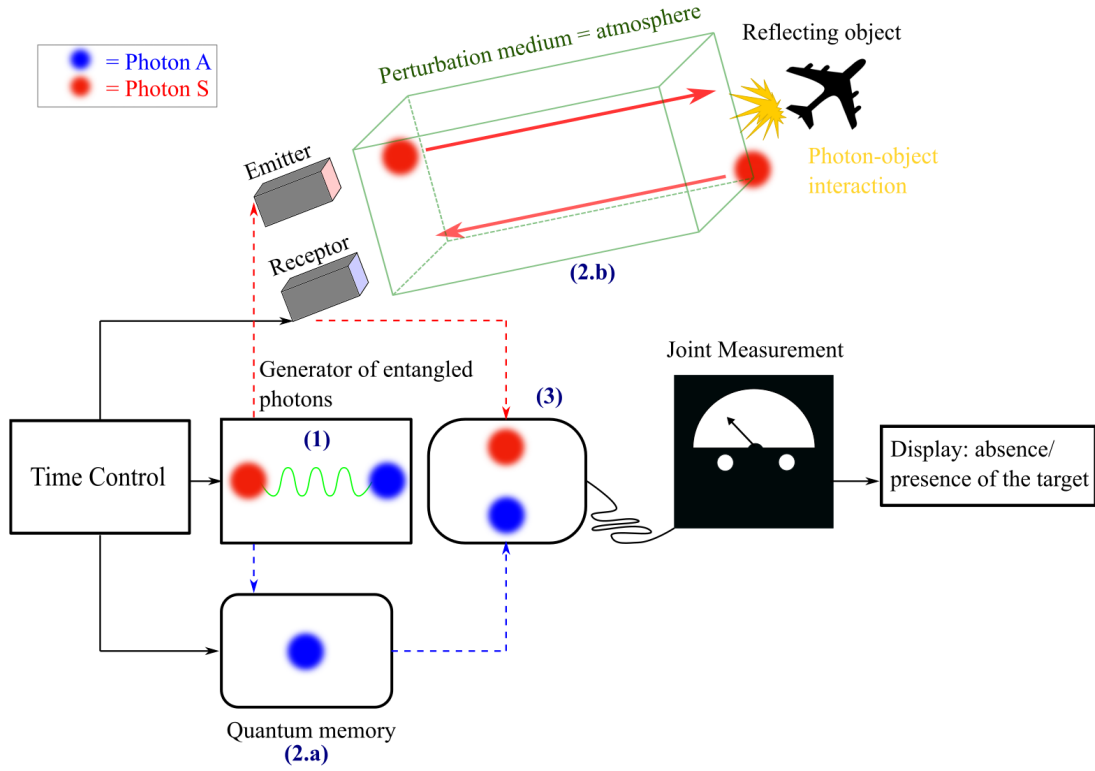 = Photon A
= Photon S
Perturbation medium = atmosphere
Reflecting object
Photon-object
interaction
Emitter
Receptor
(2.b)
Generator of entangled
photons
(1)
(3)
Joint Measurement
Time Control
Display: absence/
presence of the target
Quantum memory
(2.a)